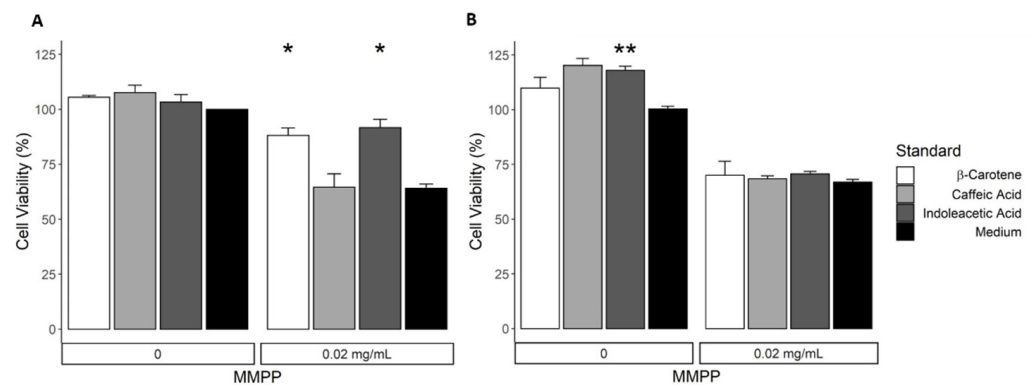 A
Cell Viability (%)
125
100
75
50
25
0
* *
0 0.02 mg/mL
MMPP
B
Cell Viability (%)
125
100
75
50
25
0
**
0 0.02 mg/mL
MMPP
Standard
β-Carotene
Caffeic Acid
Indoleacetic Acid
Medium